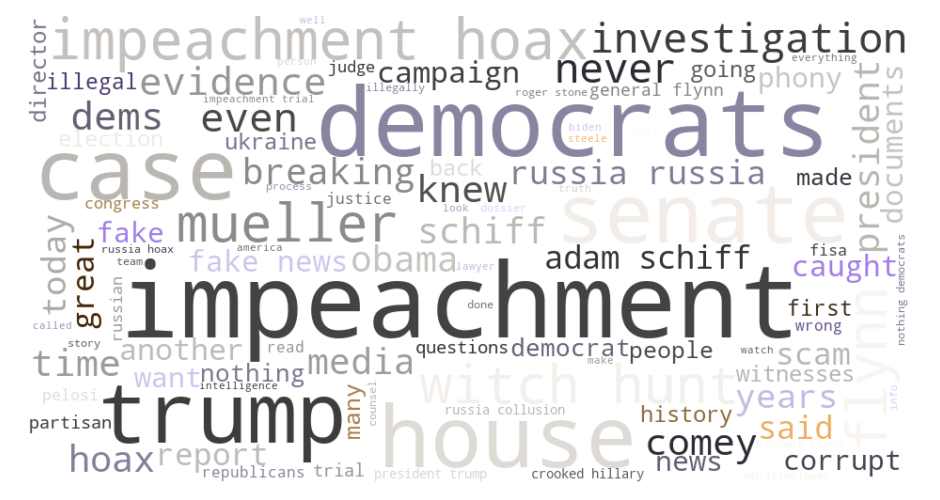 well
impeachment hoax
investigation
director
person
everything
judge
campaign
never
going
illegal
evidence
illegally
phony
impeachment trial
roger stone
general flynn
dems
even
democrats
president
documents
election
ukraine
biden
steele
case
breaking
back
russia russia
made
process
knew
truth
congress
justice
look
dossier
senate
today
fake
mueller
schiff
great
russia hoax
america
adam schiff
fisa
team
fake news
obama
lawyer
caught
nothing democrats
russian
impeachment
done
first
called
wrong
story
another
read
media
questions
democrat
people
watch
scam
time
make
want
nothing
witch hunt
witnesses
flynn
intelligence
pelosi
trump
many
counsel
house
years
info
partisan
russia collusion
history
said
comey
hoax
report
news
corrupt
republicans
trial
president trump
crooked hillary
whistleblower